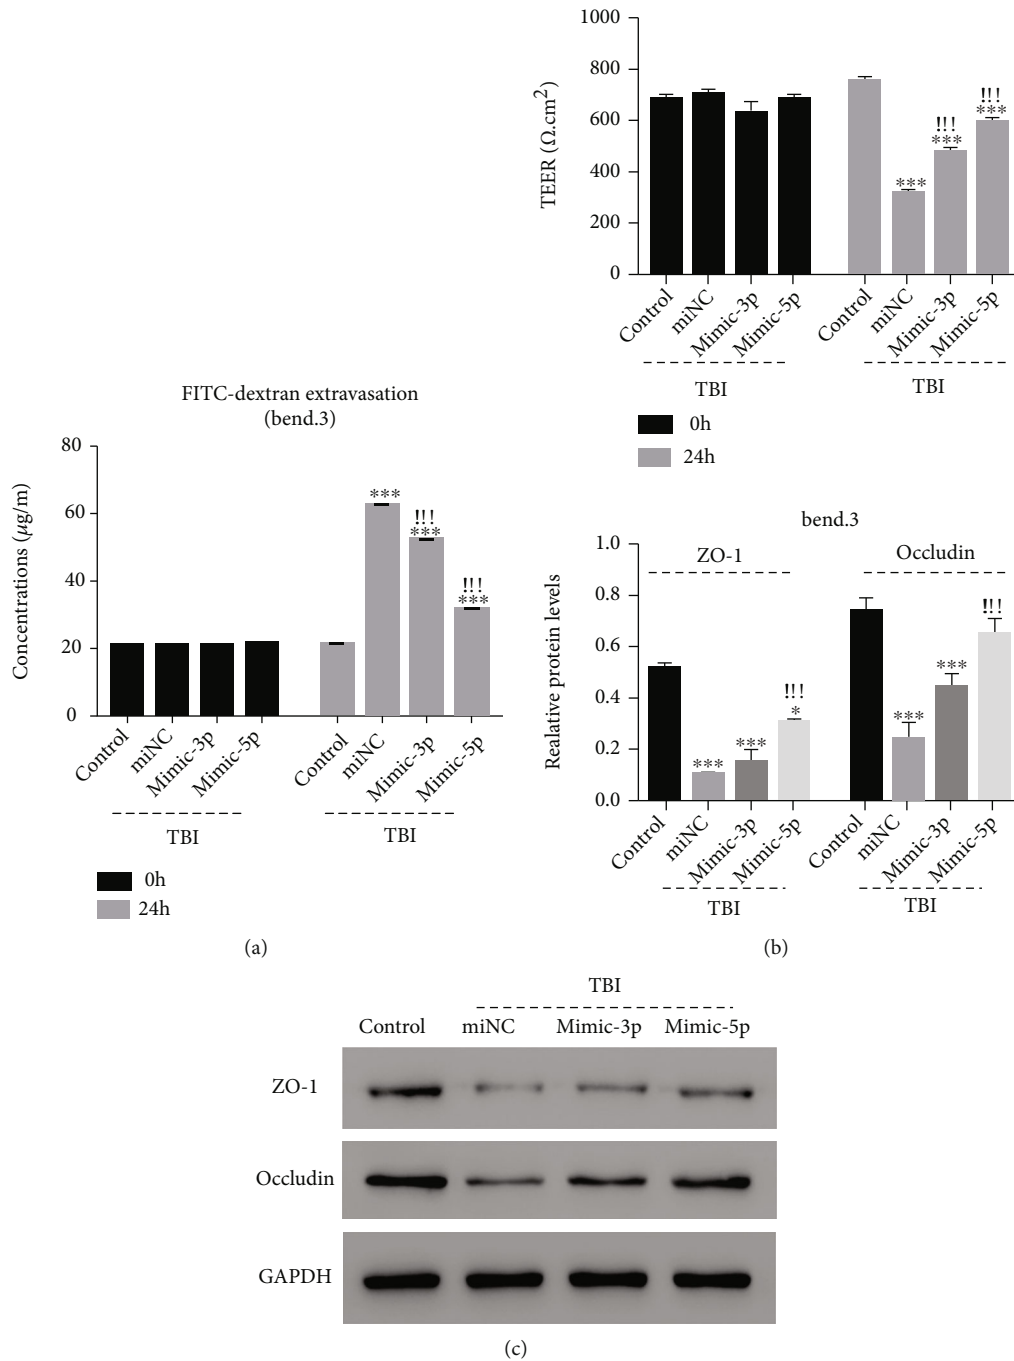 1000
800
600
400
200
0
TEER (Ω.cm2)
***
!!!
***
!!!
***
Control
miNC
Mimic-3p
Mimic-5p
Control
miNC
Mimic-3p
Mimic-5p
TBI
TBI
0h
24h
FITC-dextran extravasation
(bend.3)
80
60
40
20
0
Concentrations (μg/m)
***
!!!
***
!!!
***
Control
miNC
Mimic-3p
Mimic-5p
Control
miNC
Mimic-3p
Mimic-5p
TBI
TBI
0h
24h
(a)
bend.3
1.0
0.8
0.6
0.4
0.2
0.0
Realative protein levels
ZO-1
Occludin
***
***
!!!
*
***
***
!!!
Control
miNC
Mimic-3p
Mimic-5p
Control
miNC
Mimic-3p
Mimic-5p
TBI
TBI
(b)
TBI
Control miNC Mimic-3p Mimic-5p
ZO-1
Occludin
GAPDH
(c)